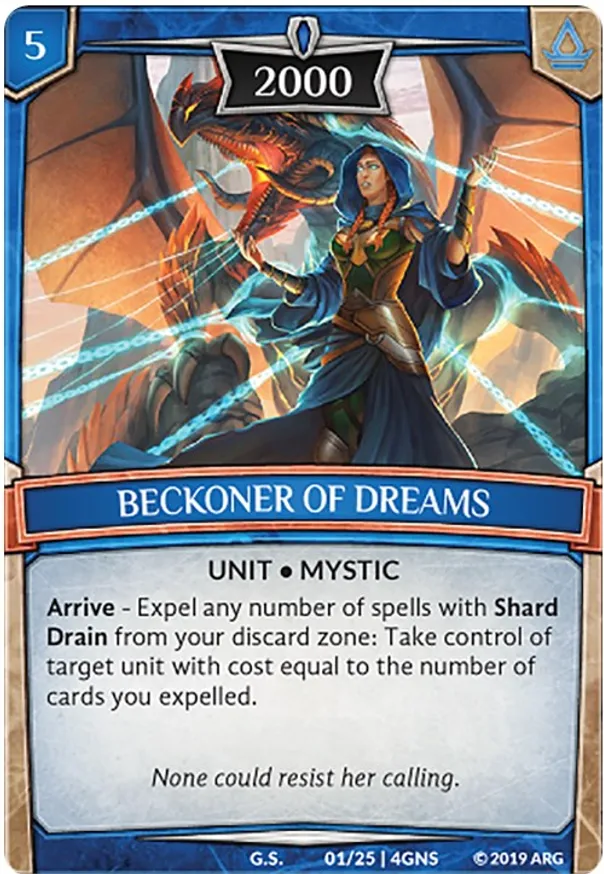 5
2000
BECKONER OF DREAMS
UNIT • MYSTIC
Arrive - Expel any number of spells with Shard
Drain from your discard zone: Take control of
target unit with cost equal to the number of
cards you expelled.
None could resist her calling.
G.S. 01/25 | 4GNS © 2019 ARG